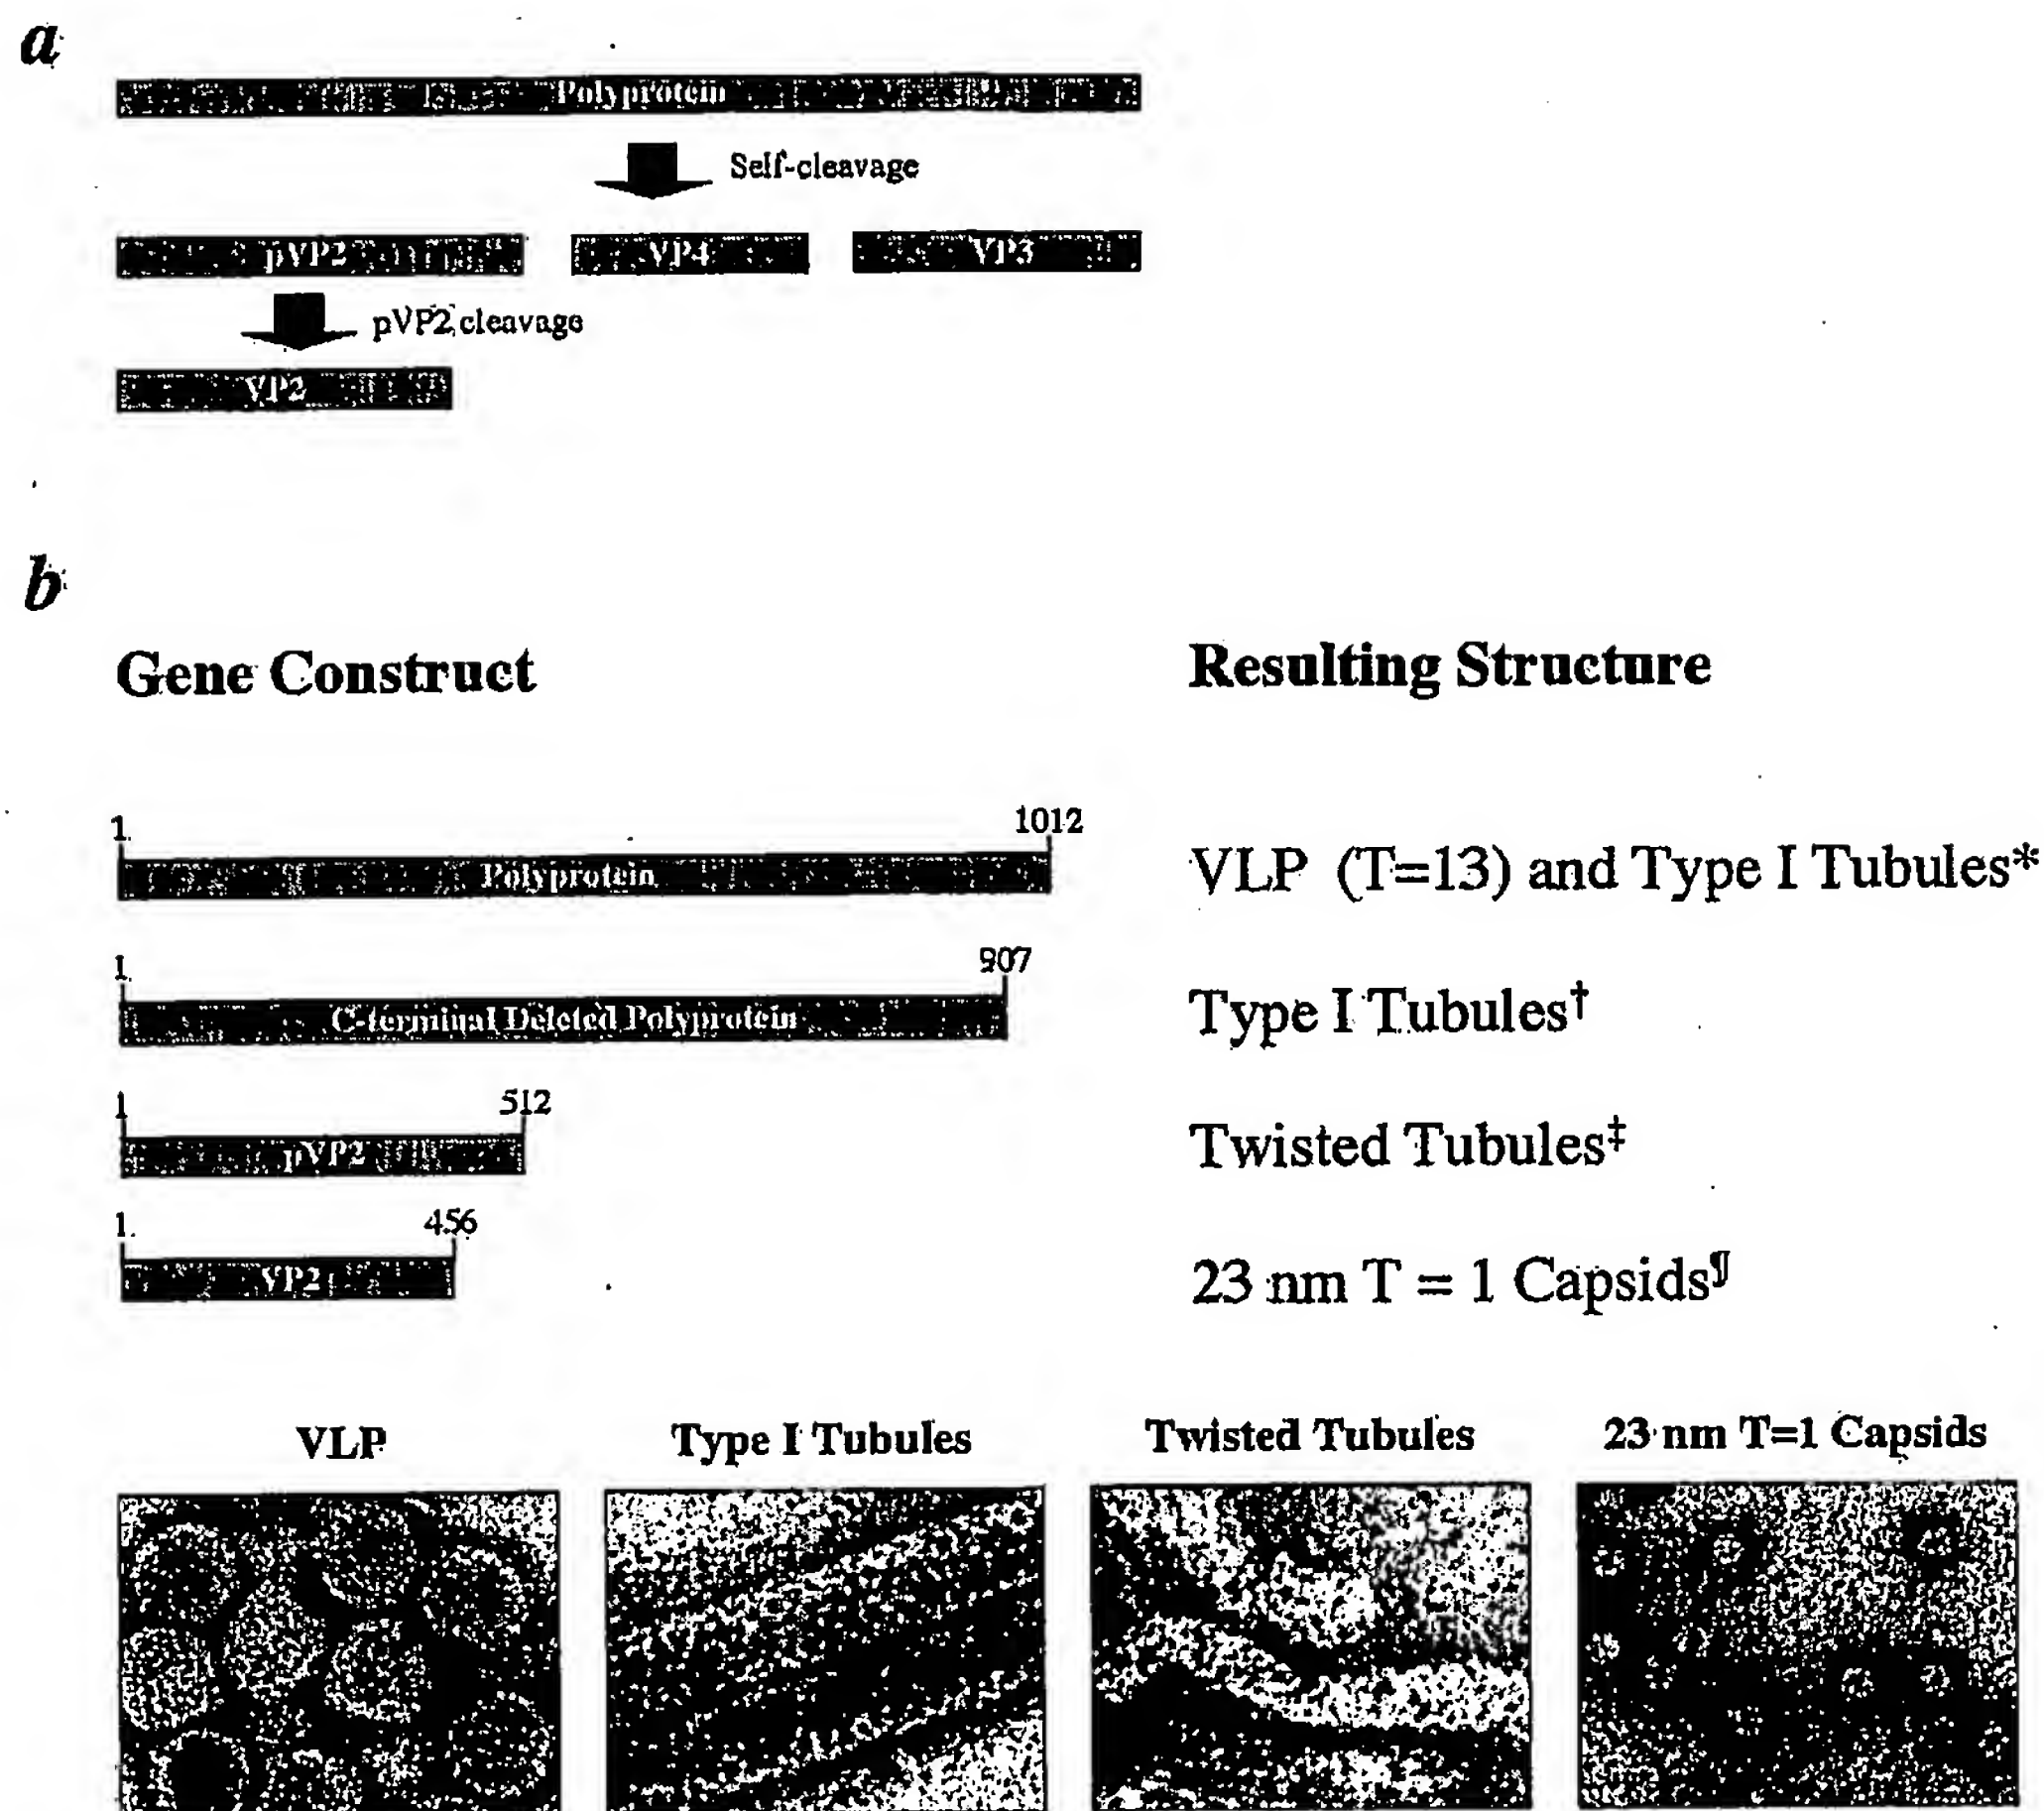 a
Polyprotein
Self-cleavage
pVP2 VP4 VP3
pVP2 cleavage
VP2
b
Gene Construct Resulting Structure
1 1012
Polyprotein VLP (T=13) and Type I Tubules*
1 907
C-terminal Deleted Polyprotein Type I Tubules†
1 512
pVP2 Twisted Tubules‡
1 456
VP2 23 nm T = 1 Capsids¶
VLP Type I Tubules Twisted Tubules 23 nm T=1 Capsids